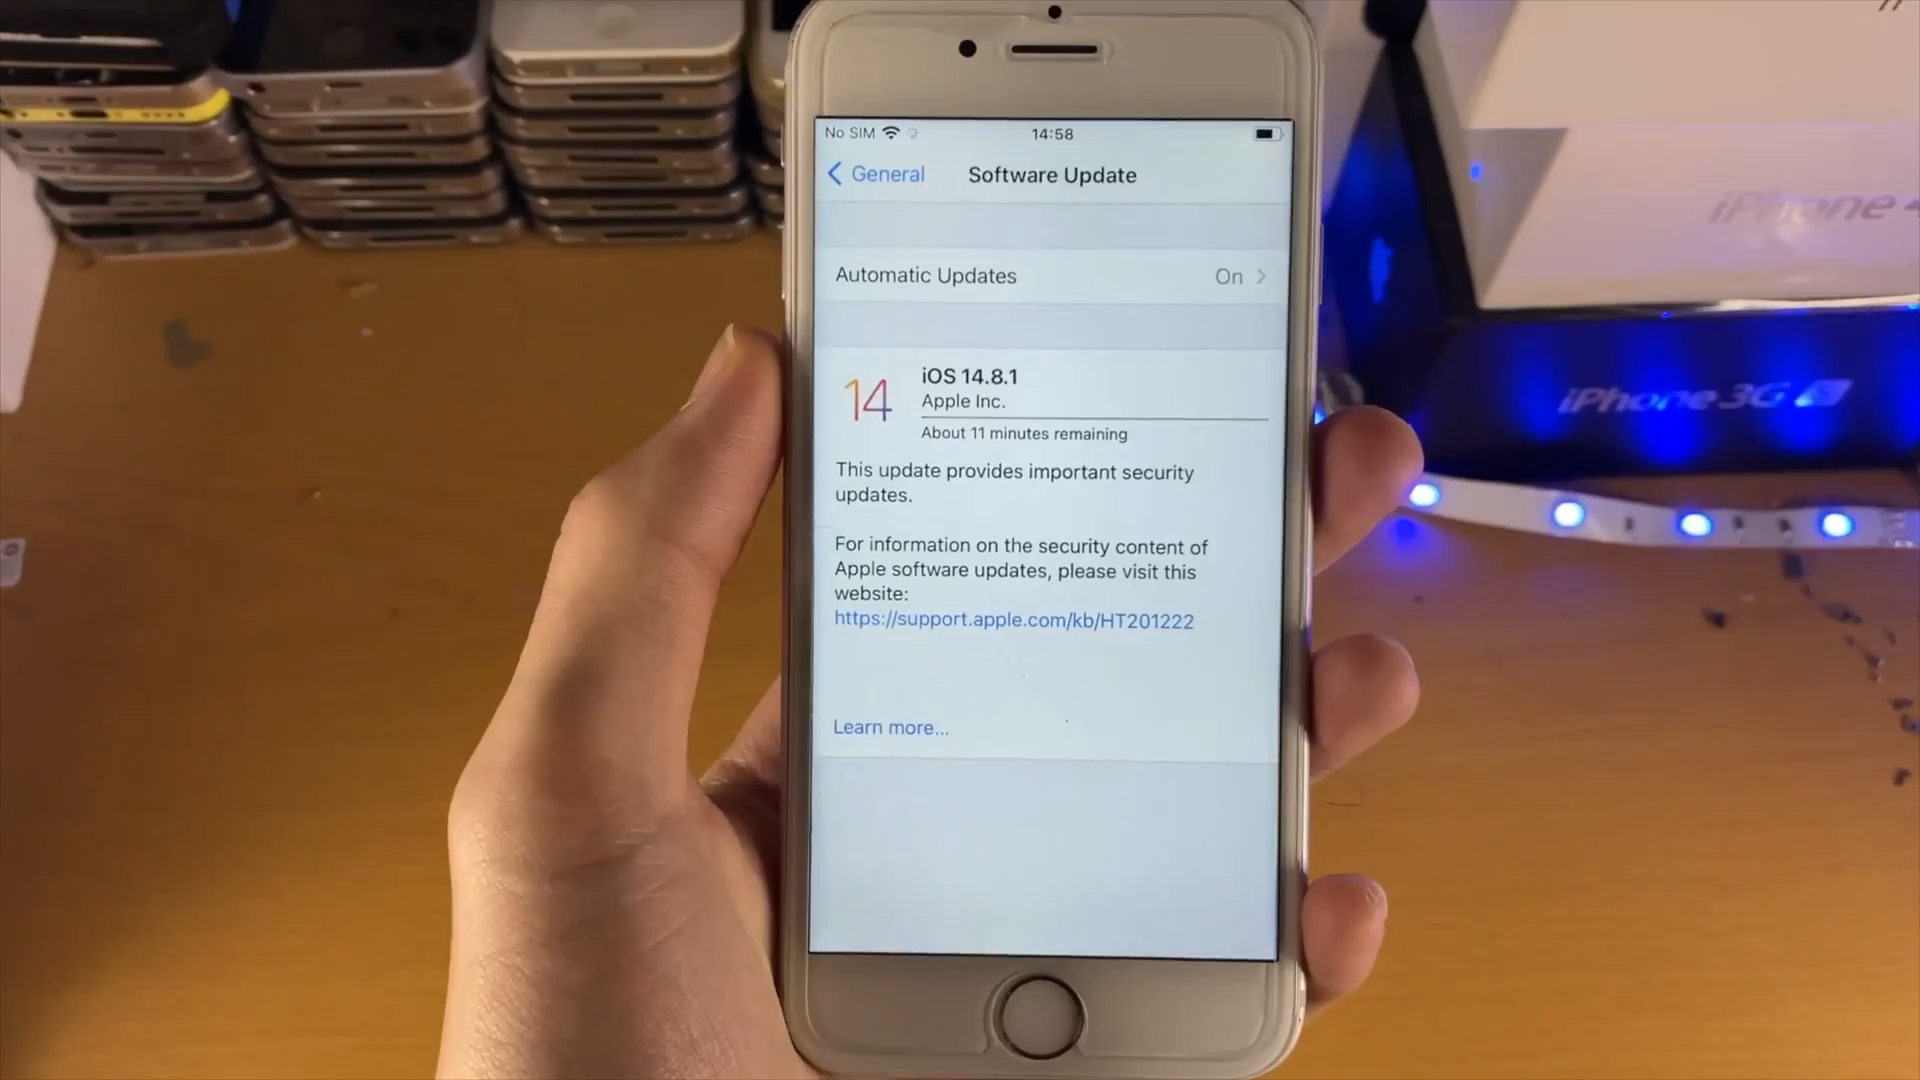 No SIM
14:58
General
Software Update
Automatic Updates
On
14
iOS 14.8.1
Apple Inc.
About 11 minutes remaining
This update provides important security
updates.
For information on the security content of
Apple software updates, please visit this
website:
https://support.apple.com/kb/HT201222
Learn more...
iPhone 4
iPhone 3G S